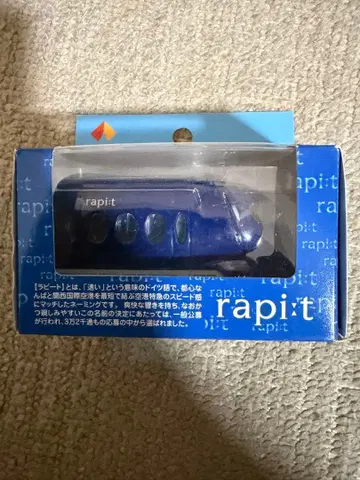 rapi:t
【ラピート】とは、「速い」という意味のドイツ語で、都心な
んばと関西国際空港を最短で結ぶ空港特急のスピード感
にマッチしたネーミングです。 爽快な響きを持ち、なおか
つ親しみやすいこの名前の決定にあたっては、一般公募
が行われ、3万2千通もの応募の中から選ばれました。
rapi:t